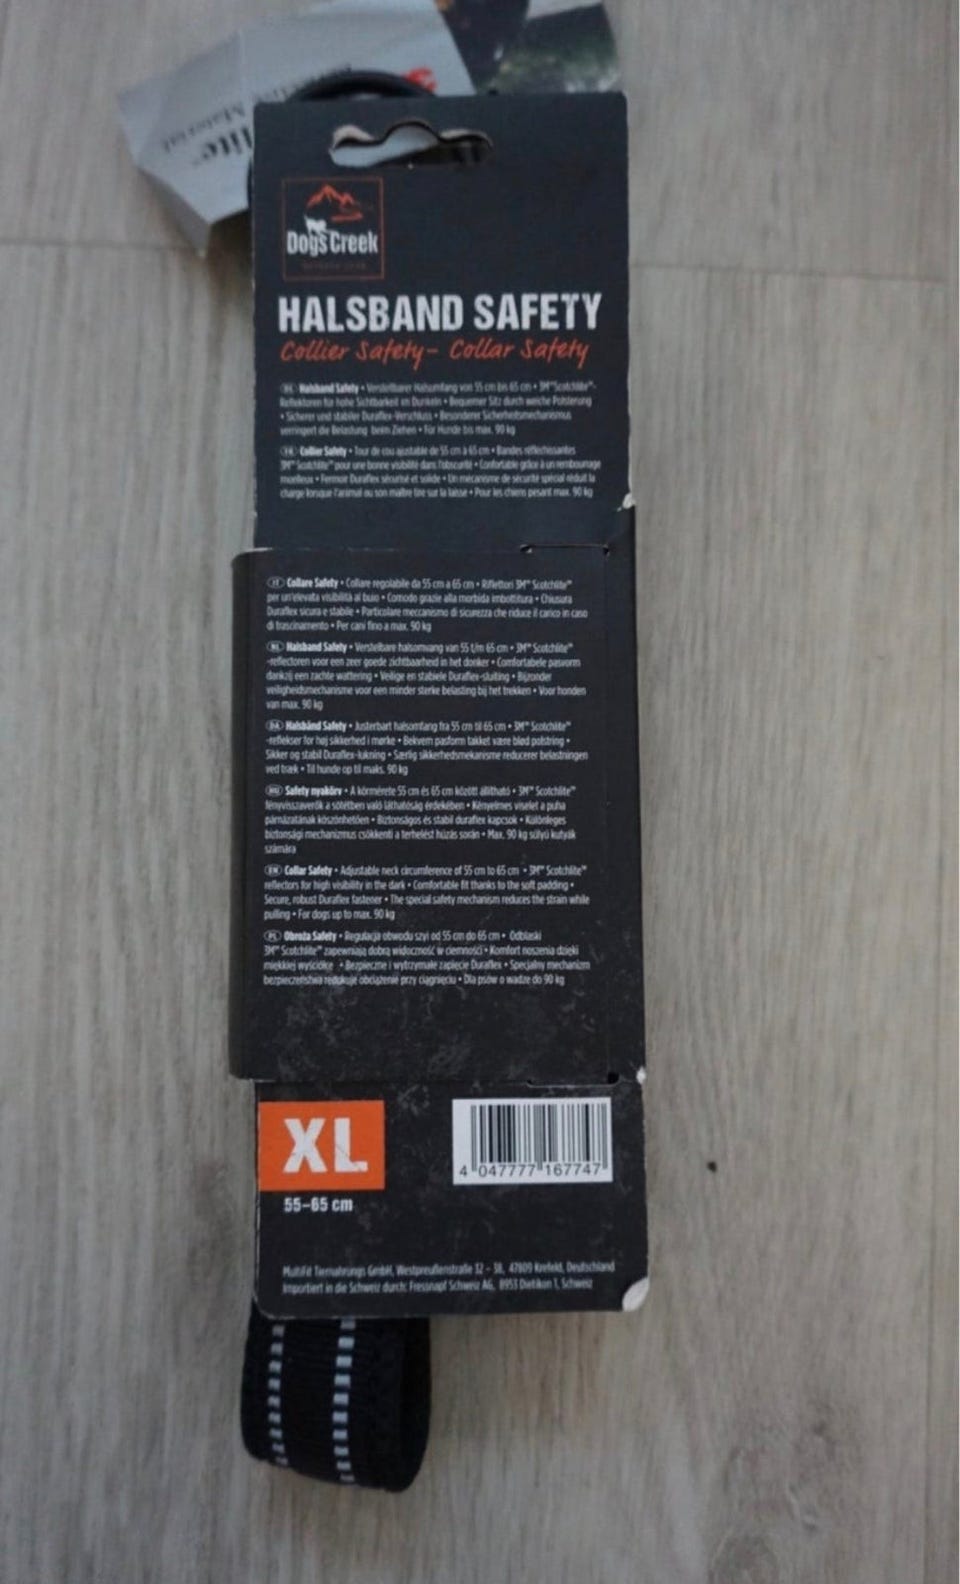 Material
lite™
DogsCreek
HALSBAND SAFETY
Collier Safety – Collar Safety
DE Halsband Safety • Verstellbarer Halsumfang von 55 cm bis 65 cm • 3M™ Scotchlite™-
Reflektoren für hohe Sichtbarkeit im Dunkeln • Bequemer Sitz durch weiche Polsterung
• Sicherer und stabiler Duraflex-Verschluss • Besonderer Sicherheitsmechanismus
verringert die Belastung beim Ziehen • Für Hunde bis max. 90 kg
FR Collier Safety • Tour de cou ajustable de 55 cm à 65 cm • Bandes réfléchissantes
3M™ Scotchlite™ pour une bonne visibilité dans l'obscurité • Confortable grâce à un rembourrage
moelleux • Fermoir Duraflex sécurisé et solide • Un mécanisme de sécurité spécial réduit la
charge lorsque l'animal ou son maître tire sur la laisse • Pour les chiens pesant max. 90 kg
IT Collare Safety • Collare regolabile da 55 cm a 65 cm • Riflettori 3M™ Scotchlite™
per un'elevata visibilità al buio • Comodo grazie alla morbida imbottitura • Chiusura
Duraflex sicura e stabile • Particolare meccanismo di sicurezza che riduce il carico in caso
di trascinamento • Per cani fino a max. 90 kg
NL Halsband Safety • Verstelbare halsomvang van 55 t/m 65 cm • 3M™ Scotchlite™
-reflectoren voor een zeer goede zichtbaarheid in het donker • Comfortabele pasvorm
dankzij een zachte wattering • Veilige en stabiele Duraflex-sluiting • Bijzonder
veiligheidsmechanisme voor een minder sterke belasting bij het trekken • Voor honden
van max. 90 kg
DA Halsbånd Safety • Justerbart halsomfang fra 55 cm til 65 cm • 3M™ Scotchlite™
-reflekser for høj sikkerhed i mørke • Bekvem pasform takket være blød polstring •
Sikker og stabil Duraflex-lukning • Særlig sikkerhedsmekanisme reducerer belastningen
ved træk • Til hunde op til maks. 90 kg
HU Safety nyakörv • A körmérete 55 cm és 65 cm között állítható • 3M™ Scotchlite™
fényvisszaverők a sötétben való láthatóság érdekében • Kényelmes viselet a puha
párnázatának köszönhetően • Biztonságos és stabil duraflex kapcsok • Különleges
biztonsági mechanizmus csökkenti a terhelést húzás során • Max. 90 kg súlyú kutyák
számára
EN Collar Safety • Adjustable neck circumference of 55 cm to 65 cm • 3M™ Scotchlite™
reflectors for high visibility in the dark • Comfortable fit thanks to the soft padding •
Secure, robust Duraflex fastener • The special safety mechanism reduces the strain while
pulling • For dogs up to max. 90 kg
PL Obroża Safety • Regulacja obwodu szyi od 55 cm do 65 cm • Odblaski
3M™ Scotchlite™ zapewniają dobrą widoczność w ciemności • Komfort noszenia dzięki
miękkiej wyściółce • Bezpieczne i wytrzymałe zapięcie Duraflex • Specjalny mechanizm
bezpieczeństwa redukuje obciążenie przy ciągnięciu • Dla psów o wadze do 90 kg
XL
55–65 cm
4 047777 167747
MultiFit Tiernahrungs GmbH, Westpreußenstraße 32 – 38, 47809 Krefeld, Deutschland
Importiert in die Schweiz durch: Fressnapf Schweiz AG, 8953 Dietikon 1, Schweiz